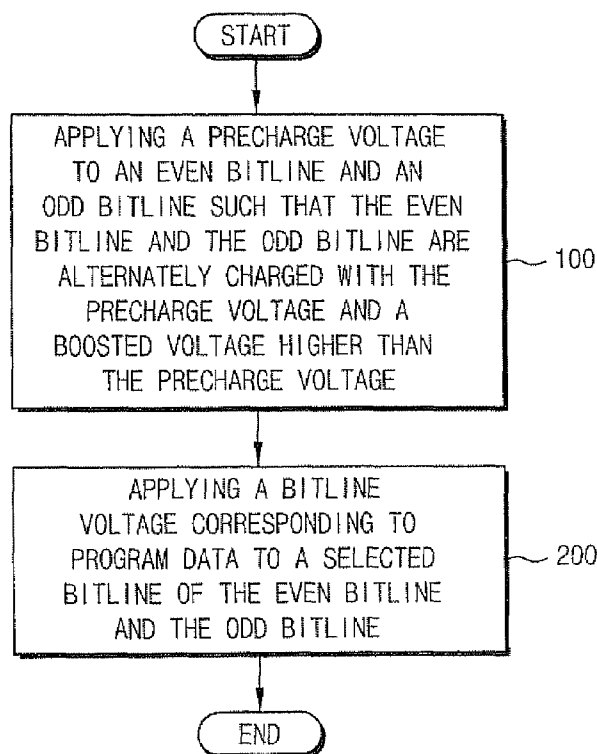 START
APPLYING A PRECHARGE VOLTAGE
TO AN EVEN BITLINE AND AN
ODD BITLINE SUCH THAT THE EVEN
BITLINE AND THE ODD BITLINE ARE
ALTERNATELY CHARGED WITH THE
PRECHARGE VOLTAGE AND A
BOOSTED VOLTAGE HIGHER THAN
THE PRECHARGE VOLTAGE
100
APPLYING A BITLINE
VOLTAGE CORRESPONDING TO
PROGRAM DATA TO A SELECTED
BITLINE OF THE EVEN BITLINE
AND THE ODD BITLINE
200
END